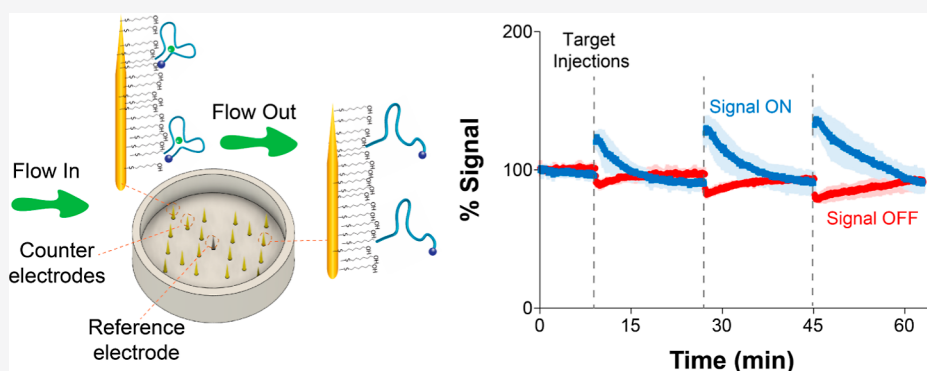 Flow In
Flow Out
Counter
electrodes
Reference
electrode
OH
% Signal
200
100
0
Target
Injections
Signal ON
Signal OFF
0
15
30
45
60
Time (min)